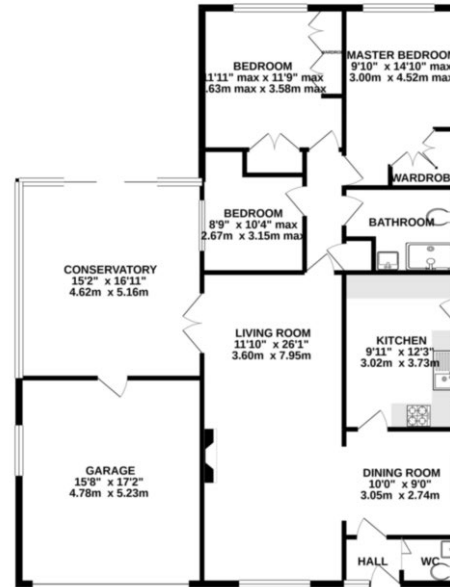 BEDROOM
11'11" max x 11'9" max
.63m max x 3.58m max
MASTER BEDROOM
9'10" x 14'10" max
3.00m x 4.52m max
WARDROB
BEDROOM
8'9" x 10'4" max
2.67m x 3.15m max
BATHROOM
CONSERVATORY
15'2" x 16'11"
4.62m x 5.16m
LIVING ROOM
11'10" x 26'1"
3.60m x 7.95m
KITCHEN
9'11" x 12'3"
3.02m x 3.73m
GARAGE
15'8" x 17'2"
4.78m x 5.23m
DINING ROOM
10'0" x 9'0"
3.05m x 2.74m
HALL
WC